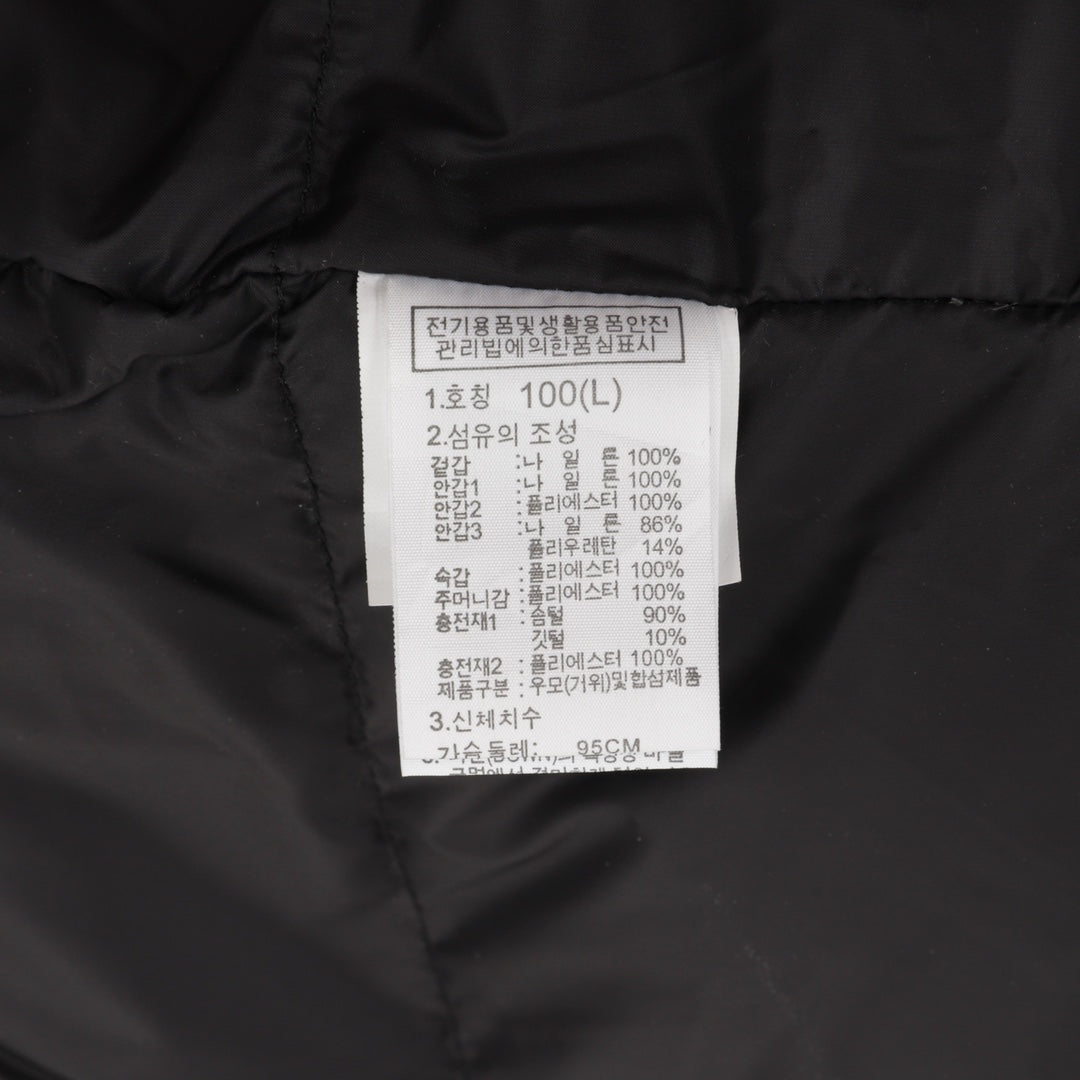 전기용품및생활용품안전
관리법에의한품심표시
1.호칭 100(L)
2.섬유의 조성
겉감 :나 일 론 100%
안감1 :나 일 론 100%
안감2 :폴리에스터 100%
안감3 :나 일 론 86%
폴리우레탄 14%
속감 :폴리에스터 100%
주머니감 :폴리에스터 100%
충전재1 :솜털 90%
깃털 10%
충전재2 :폴리에스터 100%
제품구분 :우모(거위)및합섬제품
3.신체치수
가슴둘레: 95CM